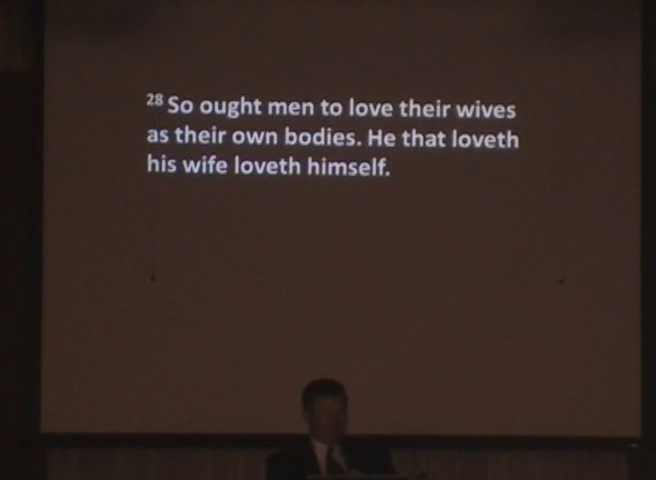 28 So ought men to love their wives
as their own bodies. He that loveth
his wife loveth himself.